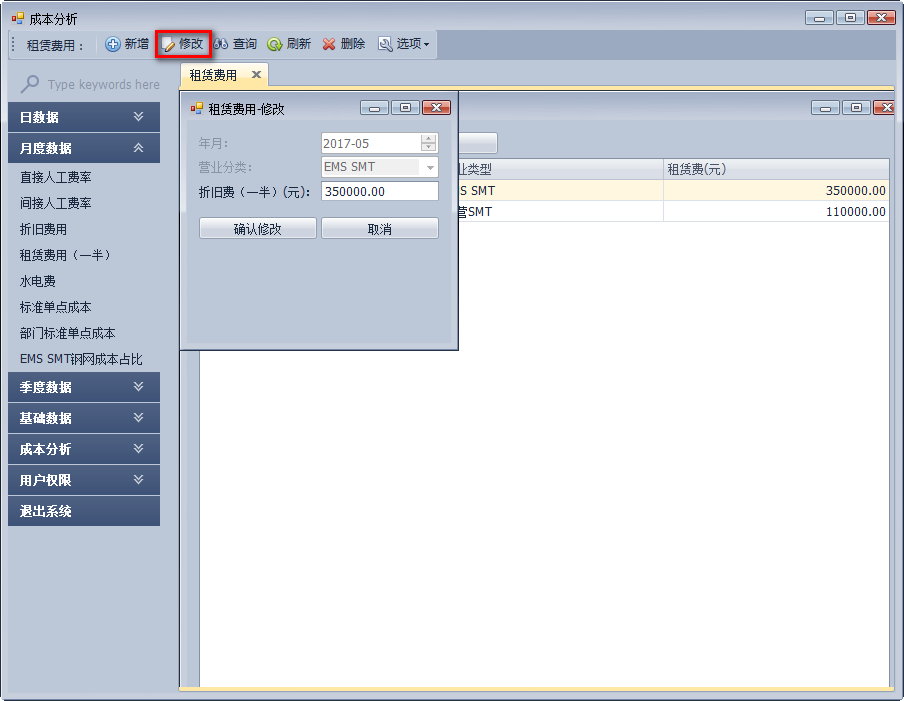 成本分析
租赁费用： 新增 修改 查询 刷新 删除 选项
Type keywords here
日数据
月度数据
直接人工费率
间接人工费率
折旧费用
租赁费用（一半）
水电费
标准单点成本
部门标准单点成本
EMS SMT钢网成本占比
季度数据
基础数据
成本分析
用户权限
退出系统
租赁费用
租赁费用-修改
年月: 2017-05
营业分类: EMS SMT
折旧费（一半）(元): 350000.00
确认修改 取消
业类型 租赁费(元)
S SMT 350000.00
营SMT 110000.00